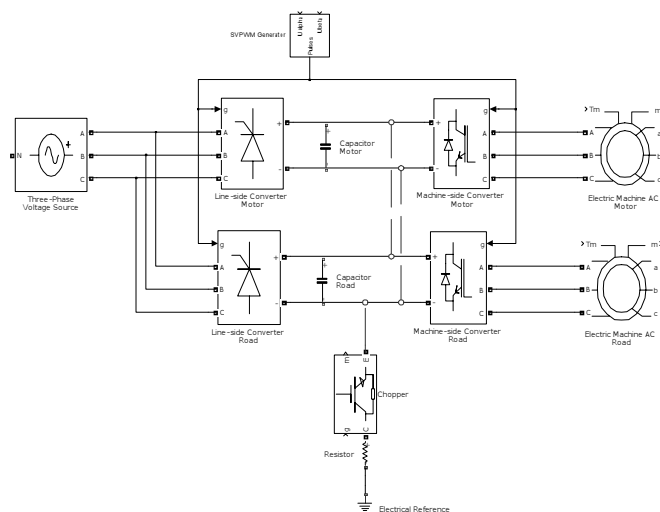 Ualpha
Ubeta
SVPWM Generator
Pulses
g
A
B
C
+
-
N
A
B
C
Three-Phase
Voltage Source
Line-side Converter
Motor
+
Capacitor
Motor
g
+
-
A
B
C
Machine-side Converter
Motor
Tm
m
A
B
C
a
b
c
Electric Machine AC
Motor
g
A
B
C
+
-
Line-side Converter
Road
+
Capacitor
Road
g
+
-
A
B
C
Machine-side Converter
Road
Tm
m
A
B
C
a
b
c
Electric Machine AC
Road
m
E
Chopper
g
C
Resistor
Electrical Reference